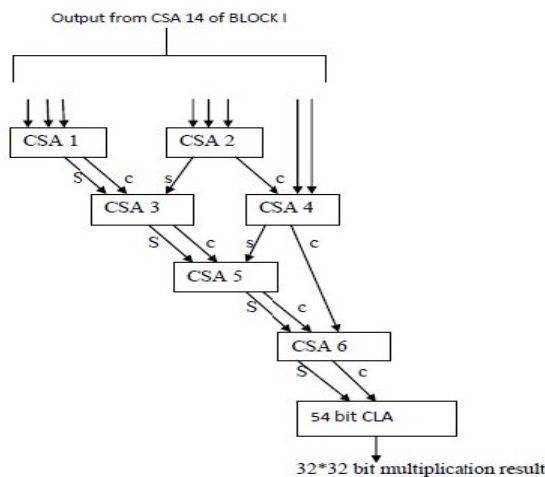 Output from CSA 14 of BLOCK I
CSA 1
CSA 2
S
c
s
c
CSA 3
CSA 4
S
c
s
c
CSA 5
S
c
CSA 6
S
c
54 bit CLA
32*32 bit multiplication result